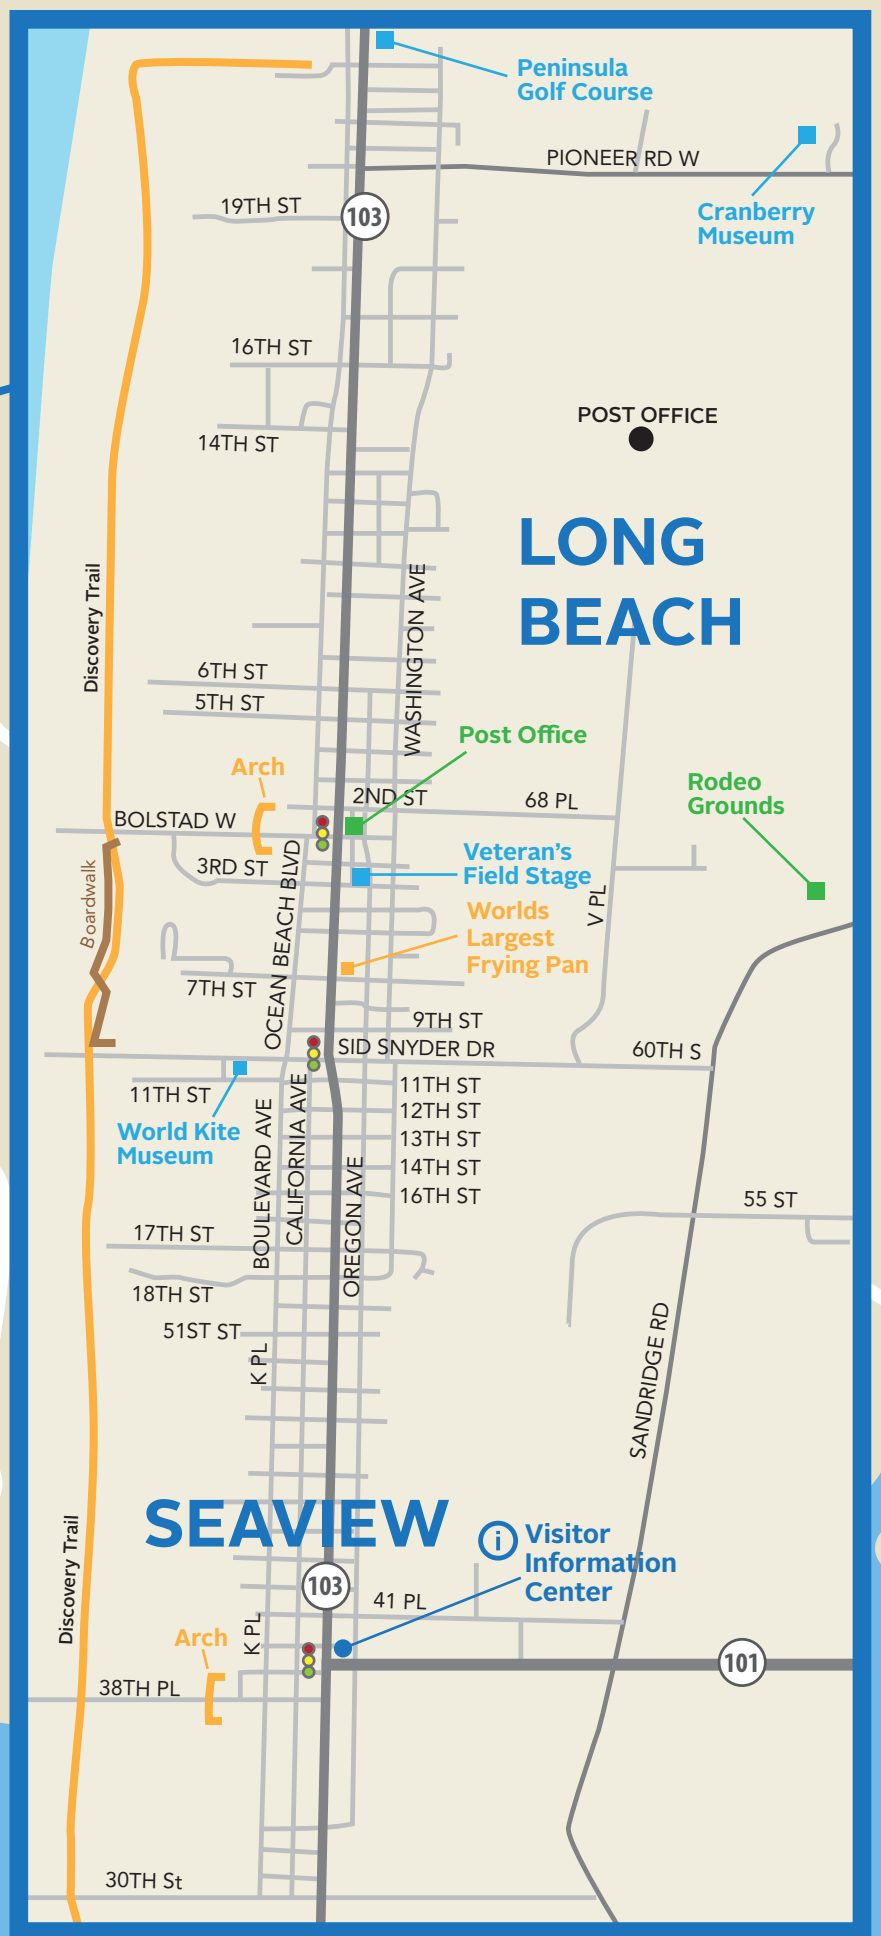 Peninsula
Golf Course
PIONEER RD W
19TH ST
103
Cranberry
Museum
16TH ST
POST OFFICE
14TH ST
LONG
BEACH
Discovery Trail
WASHINGTON AVE
6TH ST
5TH ST
Post Office
Arch
Rodeo
Grounds
2ND ST
68 PL
BOLSTAD W
3RD ST
Veteran's
Field Stage
Boardwalk
OCEAN BEACH BLVD
V PL
Worlds
Largest
Frying Pan
7TH ST
9TH ST
SID SNYDER DR
60TH S
11TH ST
11TH ST
12TH ST
World Kite
Museum
13TH ST
14TH ST
16TH ST
BOULEVARD AVE
CALIFORNIA AVE
OREGON AVE
55 ST
17TH ST
18TH ST
51ST ST
K PL
SANDRIDGE RD
SEAVIEW
i
Visitor
Information
Center
Discovery Trail
103
41 PL
K PL
Arch
101
38TH PL
30TH St